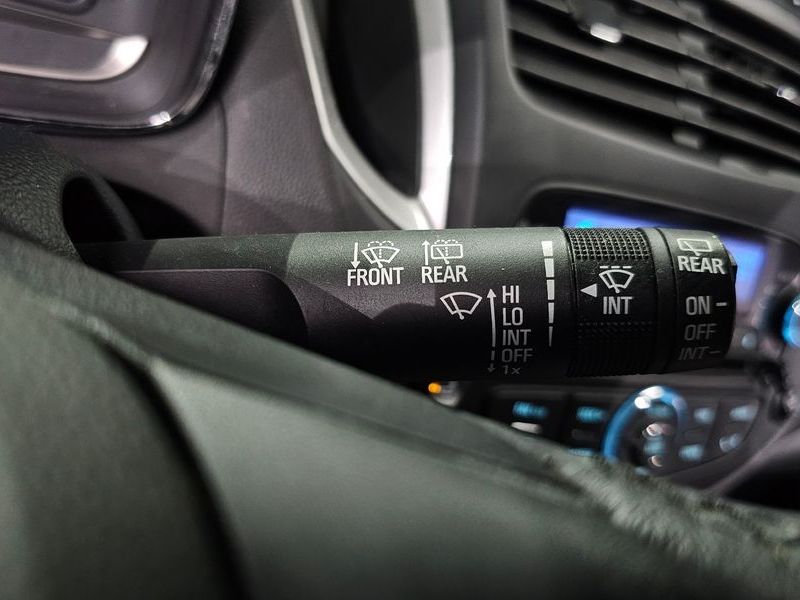 FRONT
REAR
HI
LO
INT
OFF
1x
INT
REAR
ON
OFF
INT